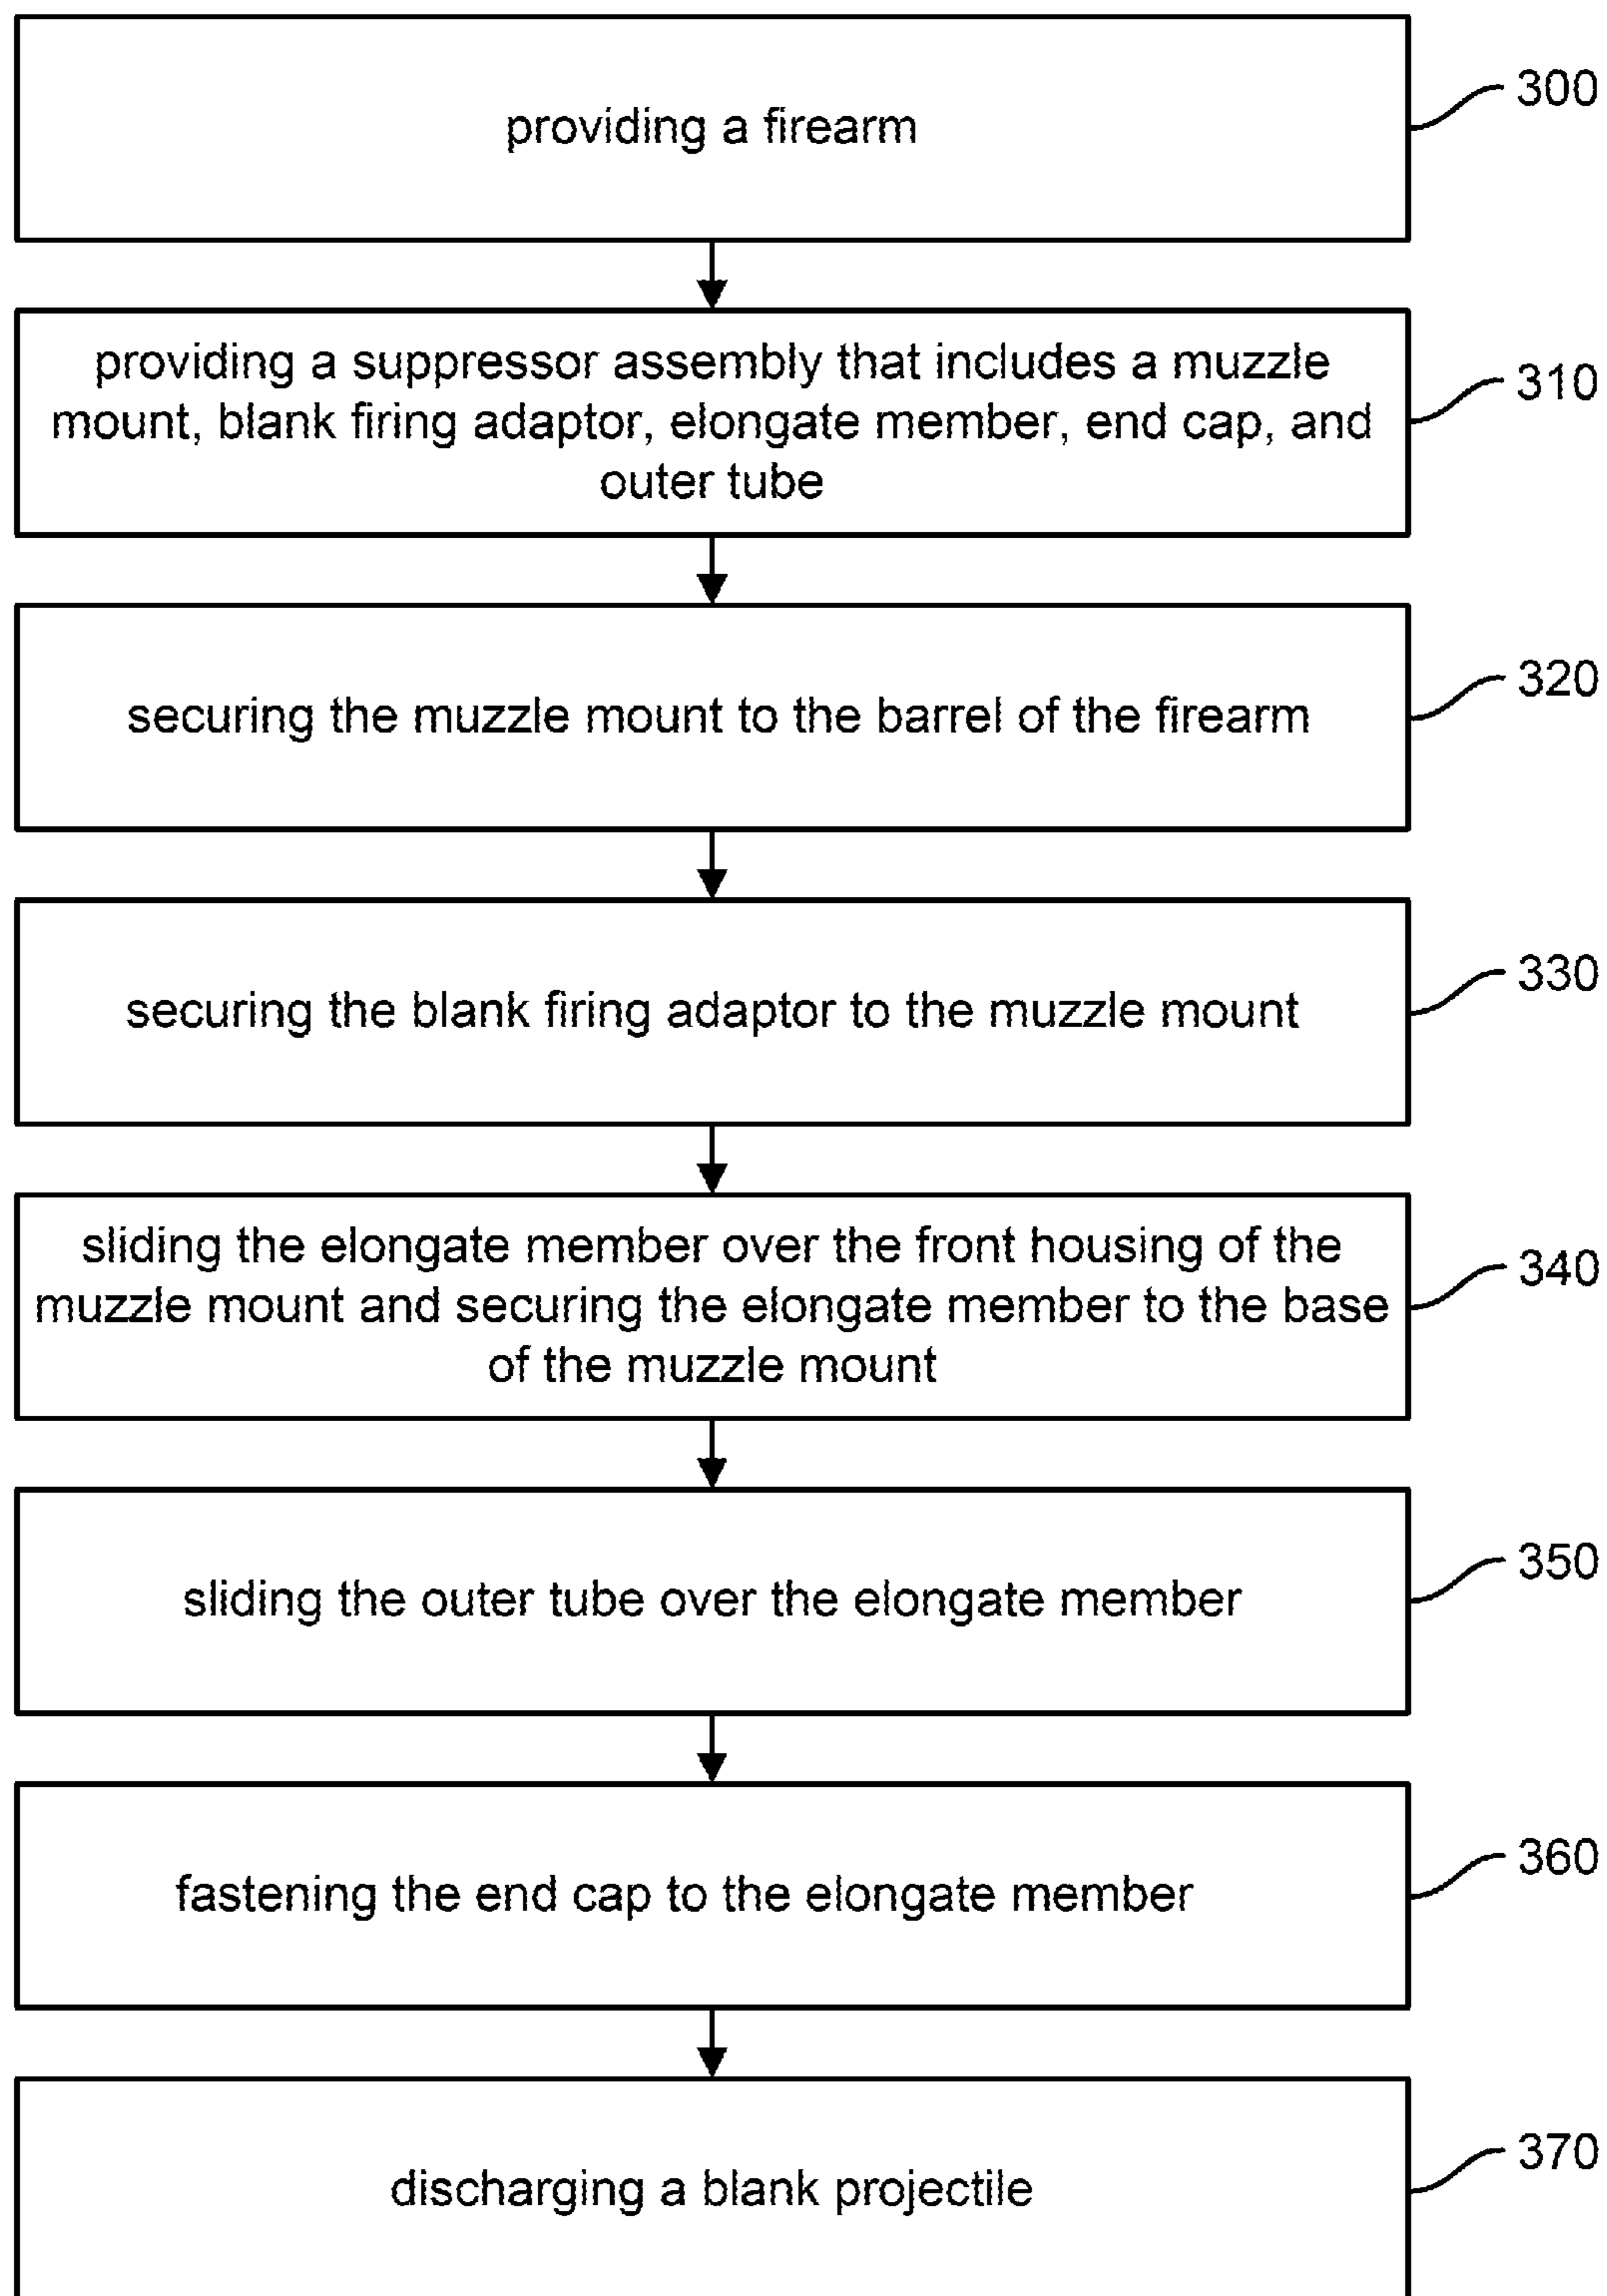 providing a firearm
300
providing a suppressor assembly that includes a muzzle
mount, blank firing adaptor, elongate member, end cap, and
outer tube
310
securing the muzzle mount to the barrel of the firearm
320
securing the blank firing adaptor to the muzzle mount
330
sliding the elongate member over the front housing of the
muzzle mount and securing the elongate member to the base
of the muzzle mount
340
sliding the outer tube over the elongate member
350
fastening the end cap to the elongate member
360
discharging a blank projectile
370